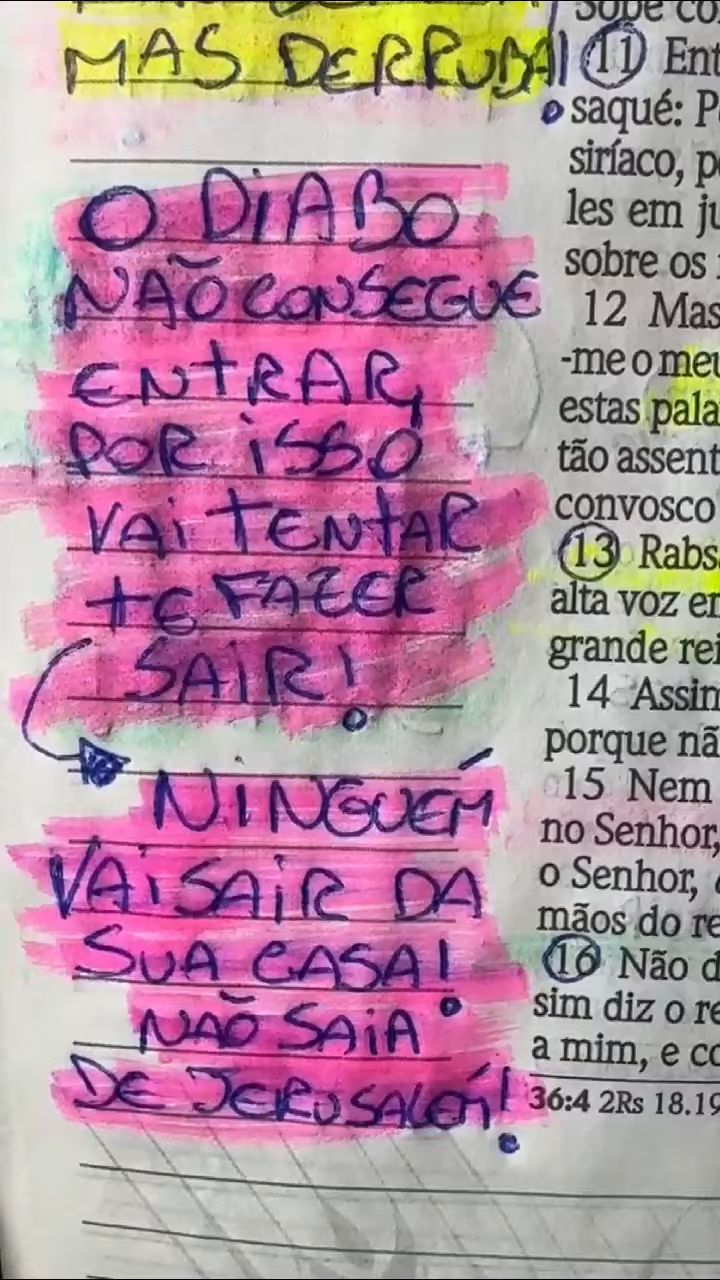 MAS DERRUBA!
O DIABO
NÃO CONSEGUE
ENTRAR,
POR ISSO
VAI TENTAR
TE FAZER
SAIR!
NINGUÉM
VAI SAIR DA
SUA CASA!
NÃO SAIA
DE JERUSALÉM!
11 Ent
saqué: P
siríaco, p
les em ju
sobre os
12 Mas
-me o meu
estas pala
tão assent
convosco
13 Rabs
alta voz e
grande rei
14 Assim
porque nã
15 Nem
no Senhor,
o Senhor,
mãos do re
16 Não d
sim diz o re
a mim, e co
36:4 2Rs 18.19